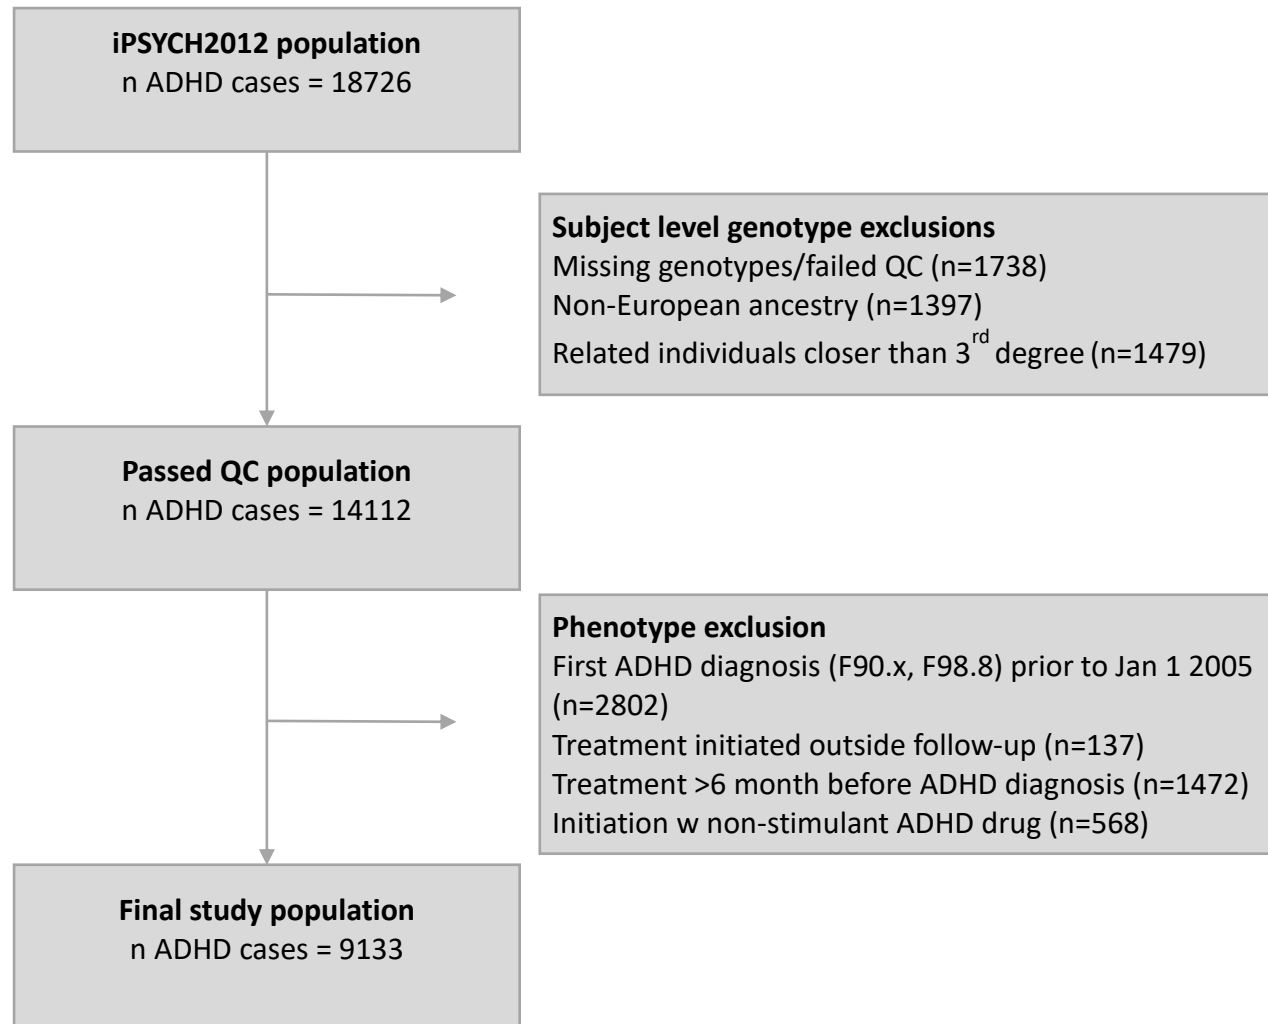 iPSYCH2012 population
n ADHD cases = 18726
Subject level genotype exclusions
Missing genotypes/failed QC (n=1738)
Non-European ancestry (n=1397)
Related individuals closer than 3rd degree (n=1479)
Passed QC population
n ADHD cases = 14112
Phenotype exclusion
First ADHD diagnosis (F90.x, F98.8) prior to Jan 1 2005
(n=2802)
Treatment initiated outside follow-up (n=137)
Treatment >6 month before ADHD diagnosis (n=1472)
Initiation w non-stimulant ADHD drug (n=568)
Final study population
n ADHD cases = 9133